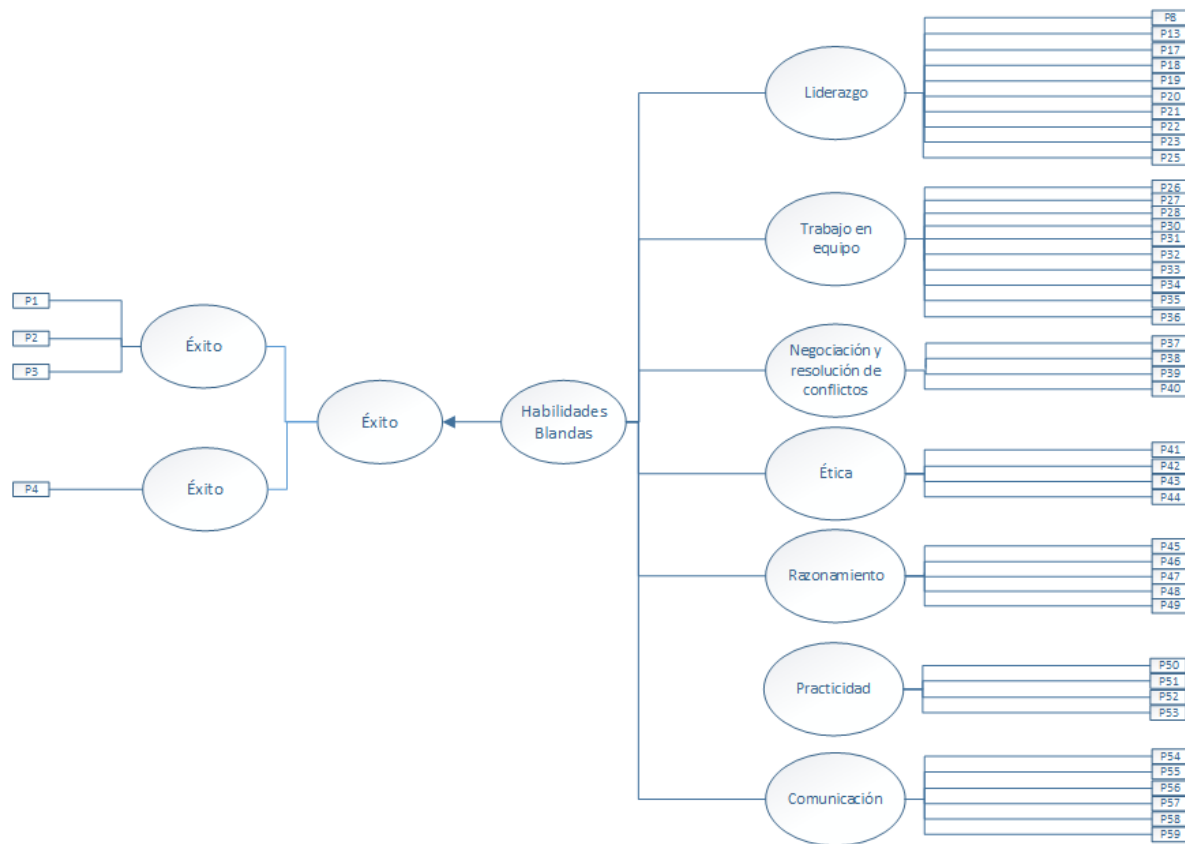 P1
P2
P3
P4
Éxito
Éxito
Éxito
Habilidades
Blandas
Liderazgo
Trabajo en
equipo
Negociación y
resolución de
conflictos
Ética
Razonamiento
Practicidad
Comunicación
P8
P13
P17
P18
P19
P20
P21
P22
P23
P25
P26
P27
P28
P30
P31
P32
P33
P34
P35
P36
P37
P38
P39
P40
P41
P42
P43
P44
P45
P46
P47
P48
P49
P50
P51
P52
P53
P54
P55
P56
P57
P58
P59